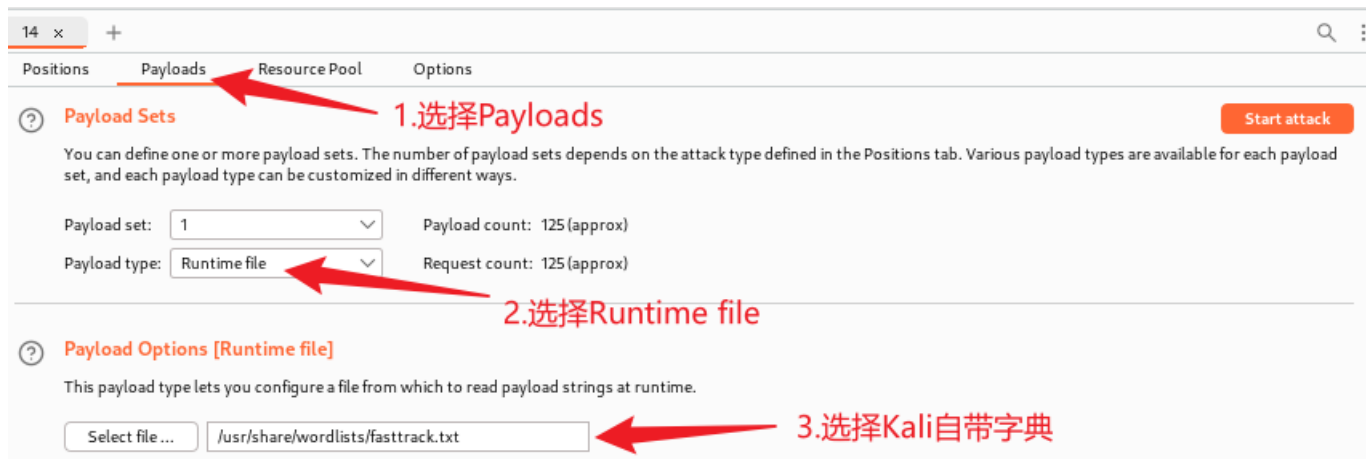 14 × +
Positions Payloads Resource Pool Options
1.选择Payloads
Payload Sets
Start attack
You can define one or more payload sets. The number of payload sets depends on the attack type defined in the Positions tab. Various payload types are available for each payload
set, and each payload type can be customized in different ways.
Payload set: 1 Payload count: 125 (approx)
Payload type: Runtime file Request count: 125 (approx)
2.选择Runtime file
Payload Options [Runtime file]
This payload type lets you configure a file from which to read payload strings at runtime.
Select file ... /usr/share/wordlists/fasttrack.txt
3.选择Kali自带字典